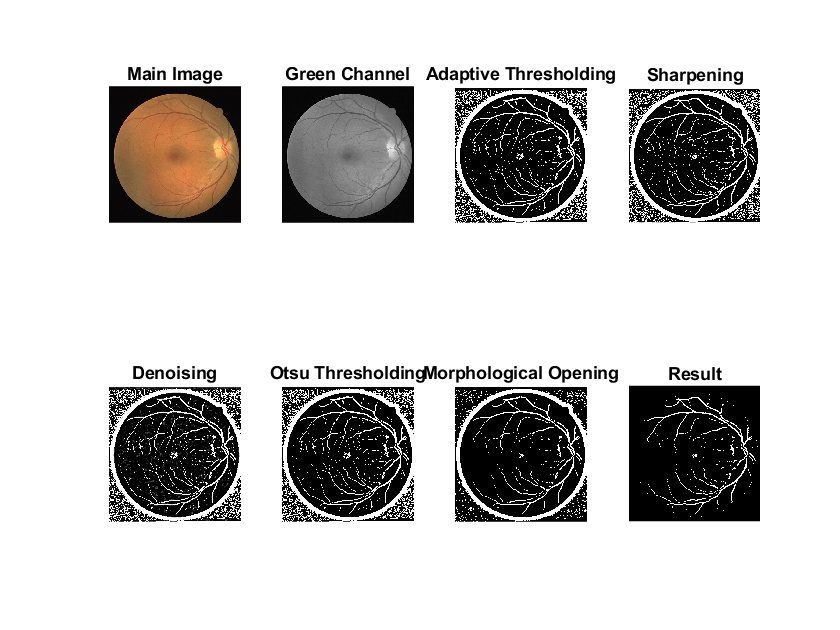 Main Image
Green Channel
Adaptive Thresholding
Sharpening
Denoising
Otsu Thresholding
Morphological Opening
Result